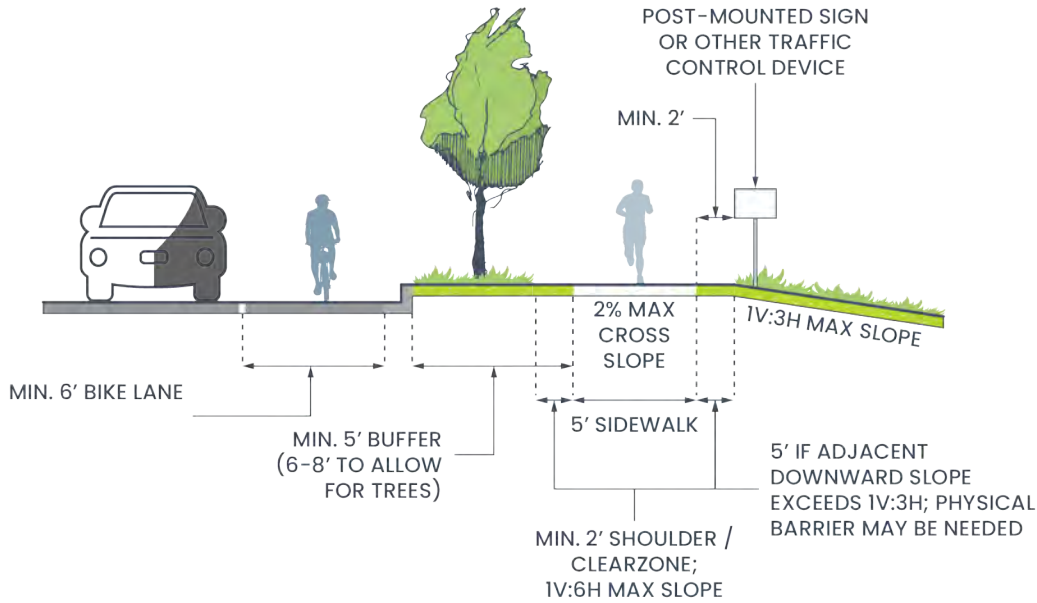 POST-MOUNTED SIGN
OR OTHER TRAFFIC
CONTROL DEVICE
MIN. 2’
2% MAX
CROSS
SLOPE
1V:3H MAX SLOPE
MIN. 6’ BIKE LANE
MIN. 5’ BUFFER
(6-8’ TO ALLOW
FOR TREES)
5’ SIDEWALK
5’ IF ADJACENT
DOWNWARD SLOPE
EXCEEDS 1V:3H; PHYSICAL
BARRIER MAY BE NEEDED
MIN. 2’ SHOULDER /
CLEARZONE;
1V:6H MAX SLOPE